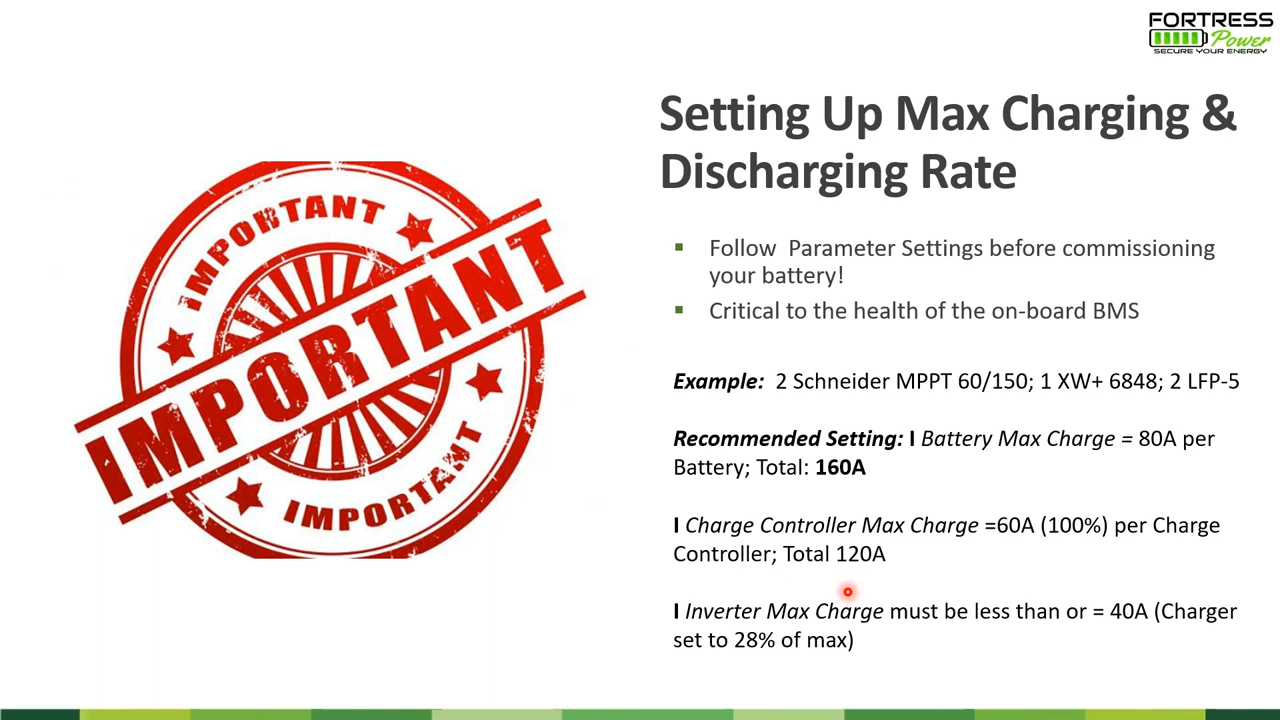 FORTRESS
Power
SECURE YOUR ENERGY
Setting Up Max Charging &
Discharging Rate
IMPORTANT
IMPORTANT
IMPORTANT
Follow Parameter Settings before commissioning
your battery!
Critical to the health of the on-board BMS
Example: 2 Schneider MPPT 60/150; 1 XW+ 6848; 2 LFP-5
Recommended Setting: I Battery Max Charge = 80A per
Battery; Total: 160A
I Charge Controller Max Charge =60A (100%) per Charge
Controller; Total 120A
I Inverter Max Charge must be less than or = 40A (Charger
set to 28% of max)